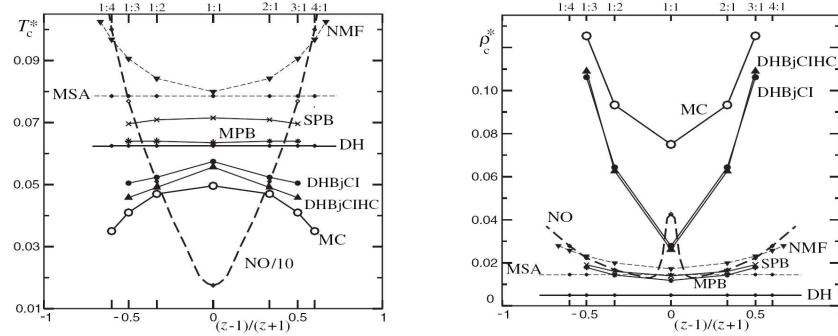 1:4 1:3 1:2 1:1 2:1 3:1 4:1
T*c
NMF
0.09
MSA
SPB
0.07
MPB
DH
DHBjCI
0.05
DHBjCIHC
MC
0.03
NO/10
0.01
-1 -0.5 0 0.5 1
(z-1)/(z+1)
1:4 1:3 1:2 1:1 2:1 3:1 4:1
ρ*c
0.12
DHBjCIHC
DHBjCI
0.10
MC
0.08
0.06
0.04
NO
NMF
0.02
SPB
MSA
MPB
DH
0
-1 -0.5 0 0.5 1
(z-1)/(z+1)